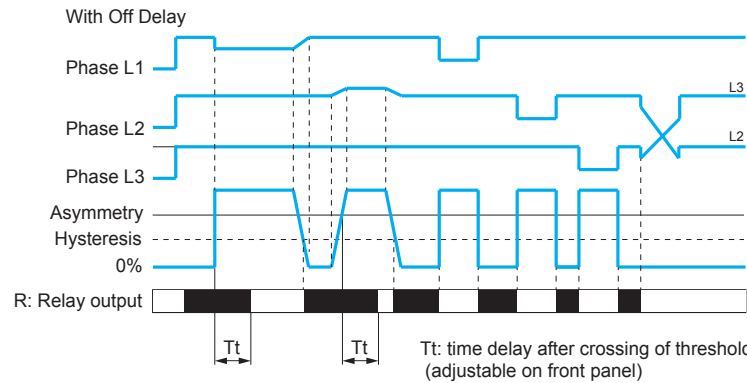 With Off Delay
Phase L1
L3
Phase L2
L2
Phase L3
Asymmetry
Hysteresis
0%
R: Relay output
Tt
Tt
Tt: time delay after crossing of threshold
(adjustable on front panel)